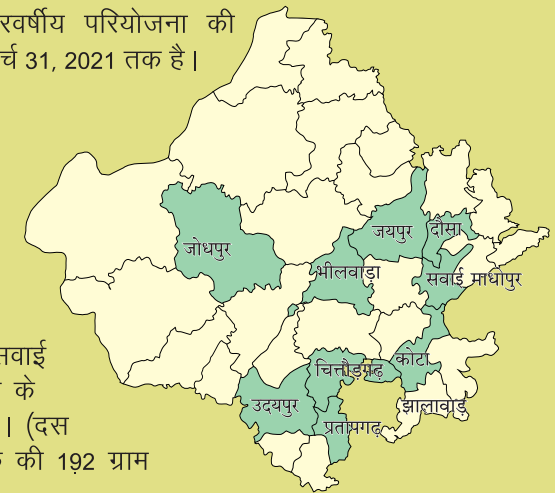 रवर्षीय परियोजना की
र्च 31, 2021 तक है।
जयपुर
दौसा
जोधपुर
भीलवाड़ा
सवाई माधापुर
सवाई
कोटा
चित्तौड़गढ़
के
उदयपुर
झालावाड़
। (दस
प्रतापगढ़
की 192 ग्राम